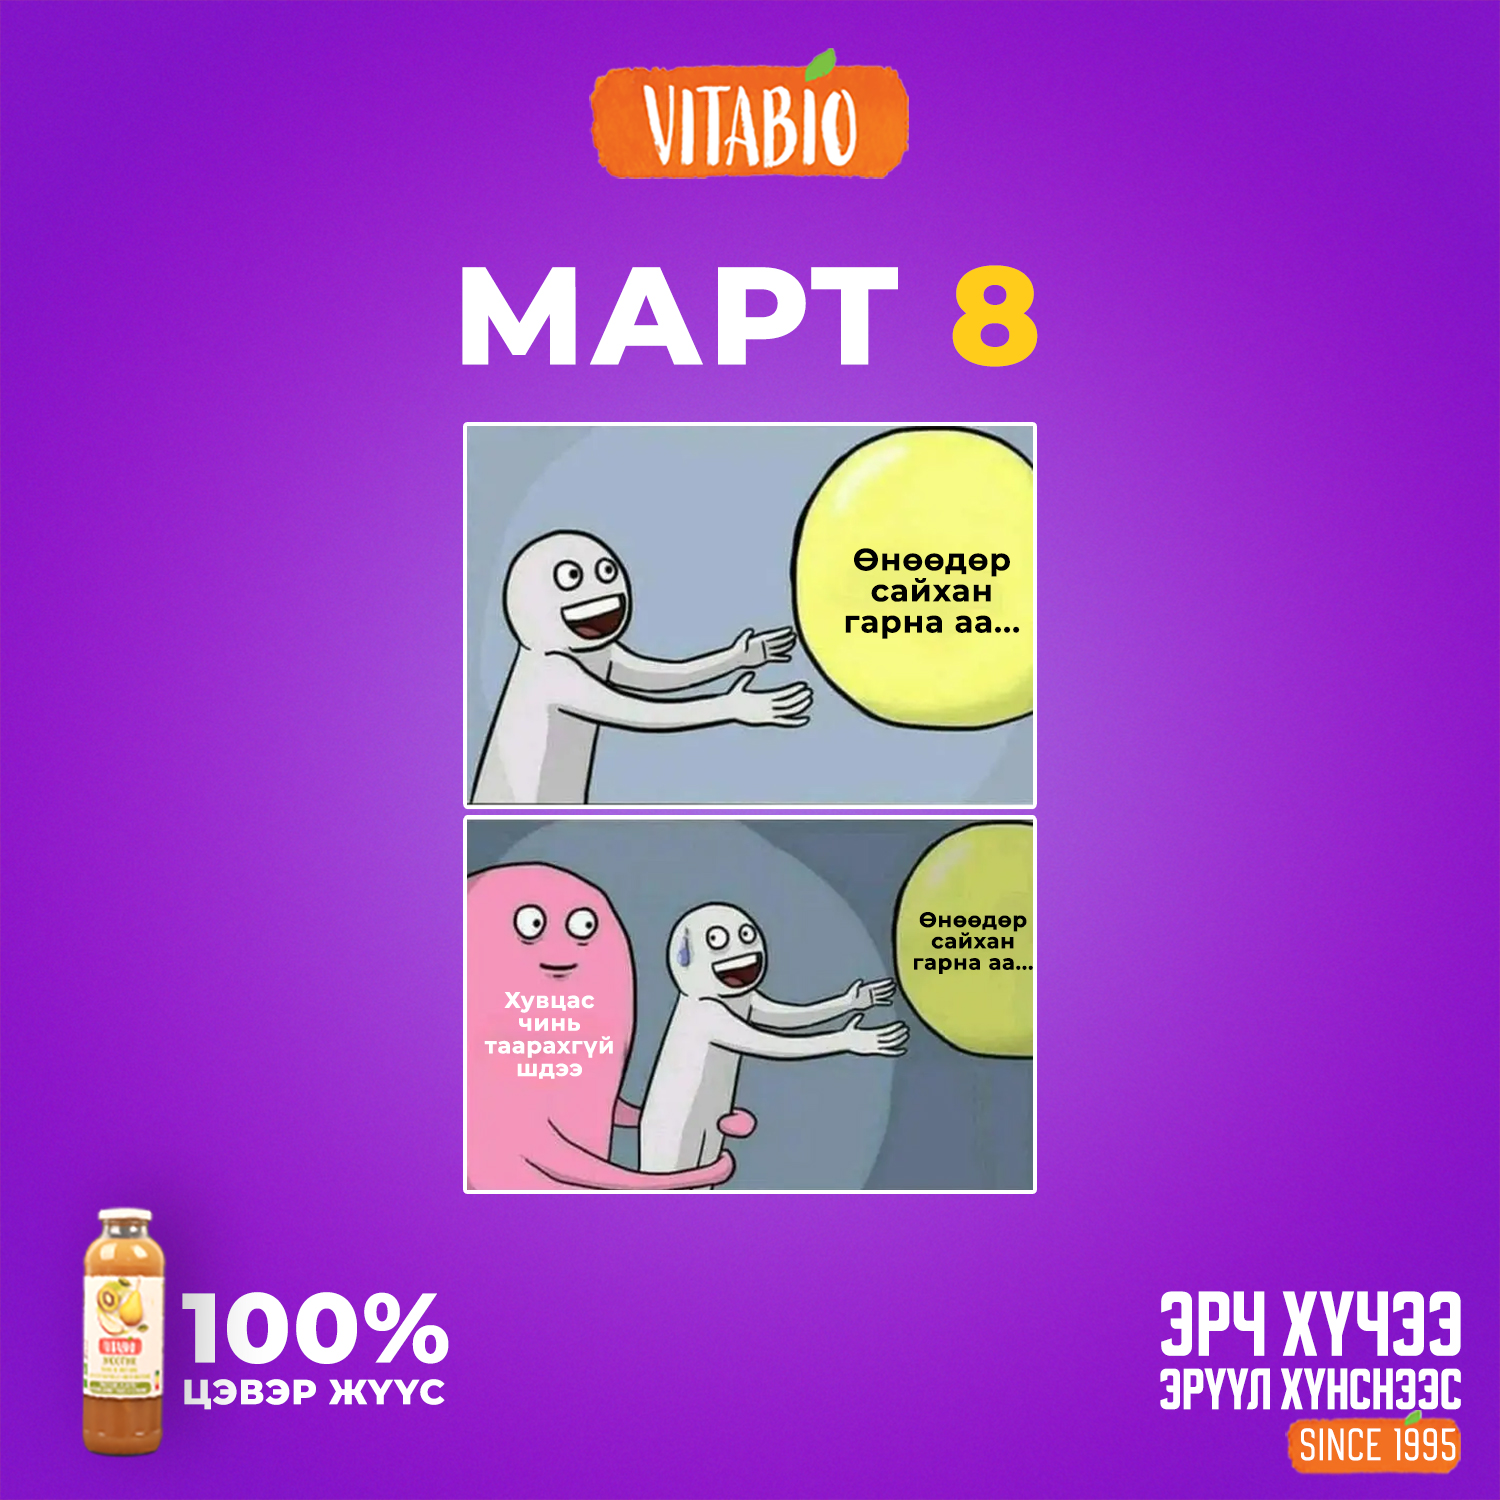 VITABIO
МАРТ 8
Өнөөдөр
сайхан
гарна аа...
Өнөөдөр
сайхан
гарна аа...
Хувцас
чинь
таарахгүй
шдээ
100%
ЦЭВЭР ЖҮҮС
VITABIO
ЭРЧ ХҮЧЭЭ
ЭРҮҮЛ ХҮНСНЭЭС
SINCE 1995